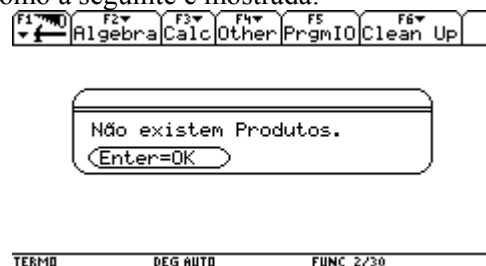 como a seguinte é mostrada:
F1 F2 F3 F4 F5 F6
Algebra Calc Other PrgmIO Clean Up
Não existem Produtos.
Enter=OK
TERMO DEG AUTO FUNC 2/30